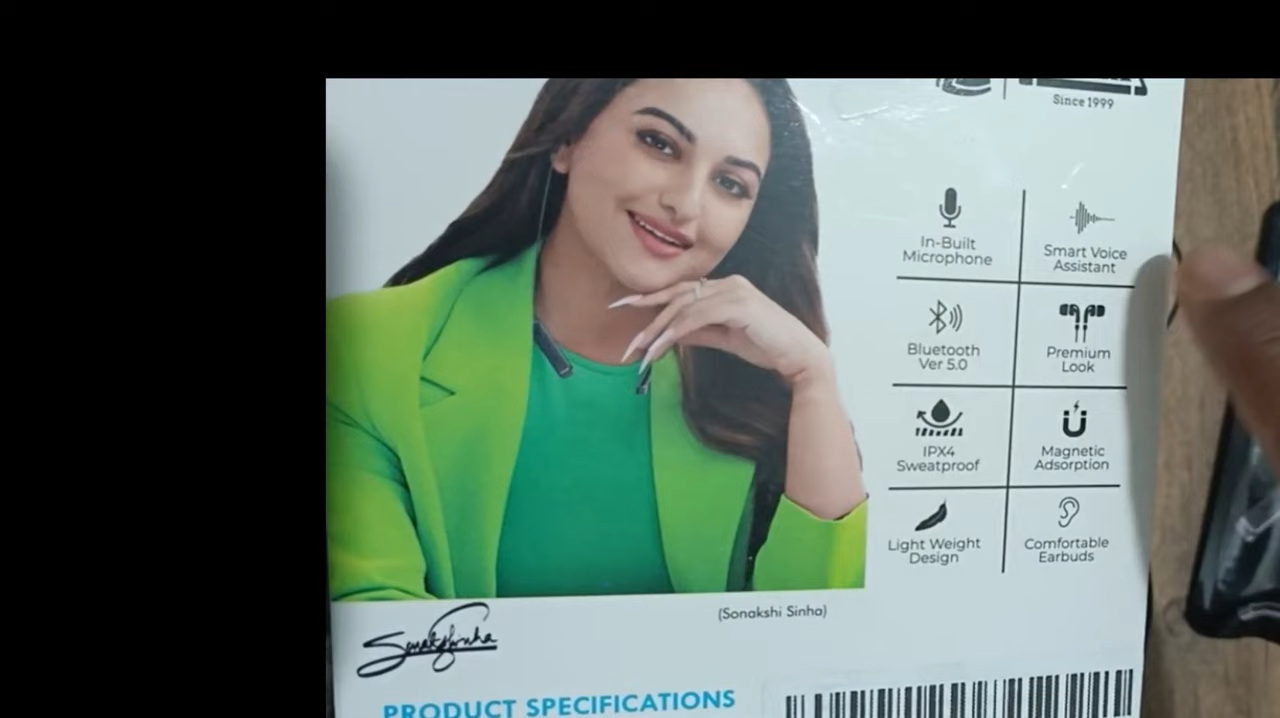 Since 1999
In-Built
Microphone
Smart Voice
Assistant
Bluetooth
Ver 5.0
Premium
Look
IPX4
Sweatproof
Magnetic
Adsorption
Light Weight
Design
Comfortable
Earbuds
(Sonakshi Sinha)
PRODUCT SPECIFICATIONS